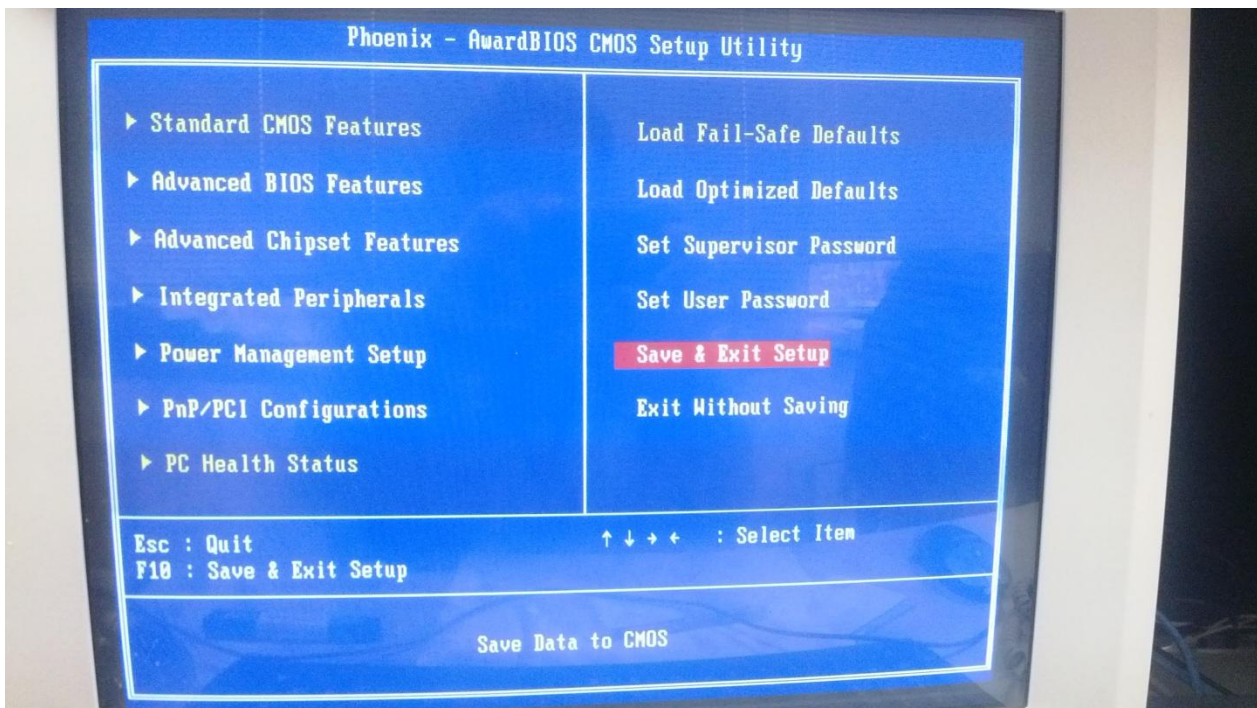 Phoenix - AwardBIOS CMOS Setup Utility
▶ Standard CMOS Features
▶ Advanced BIOS Features
▶ Advanced Chipset Features
▶ Integrated Peripherals
▶ Power Management Setup
▶ PnP/PCI Configurations
▶ PC Health Status
Load Fail-Safe Defaults
Load Optimized Defaults
Set Supervisor Password
Set User Password
Save & Exit Setup
Exit Without Saving
Esc : Quit
F10 : Save & Exit Setup
↑ ↓ → ← : Select Item
Save Data to CMOS